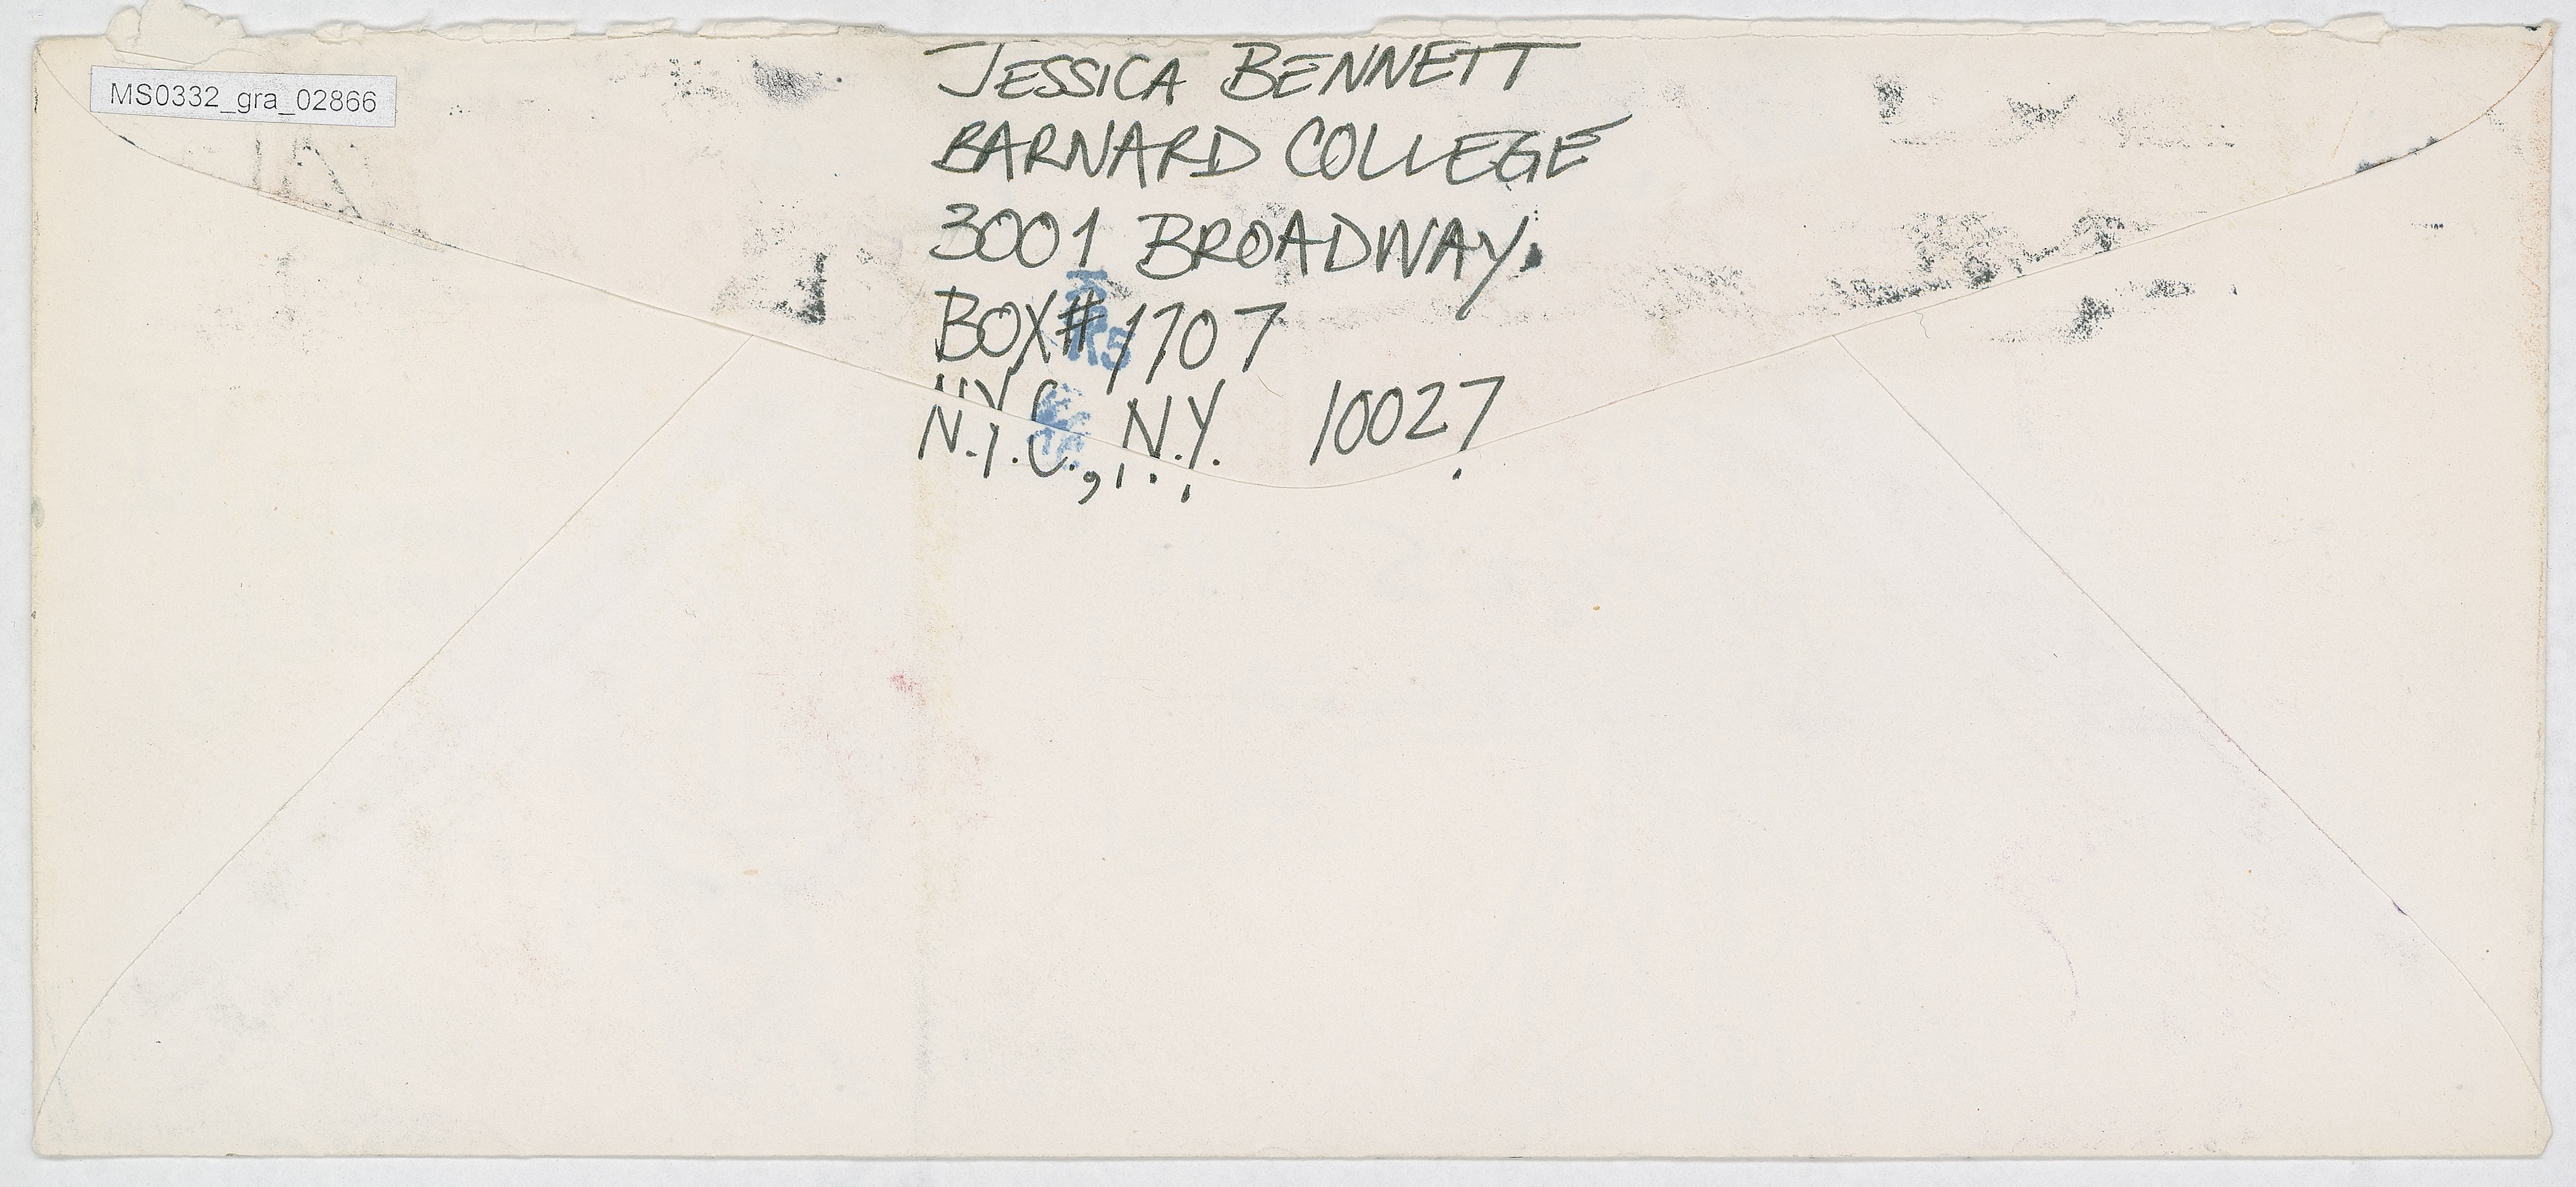 MS0332_gra_02866
JESSICA BENNETT
BARNARD COLLEGE
3001 BROADWAY.
BOX # 1707
N.Y.C., N.Y. 10027